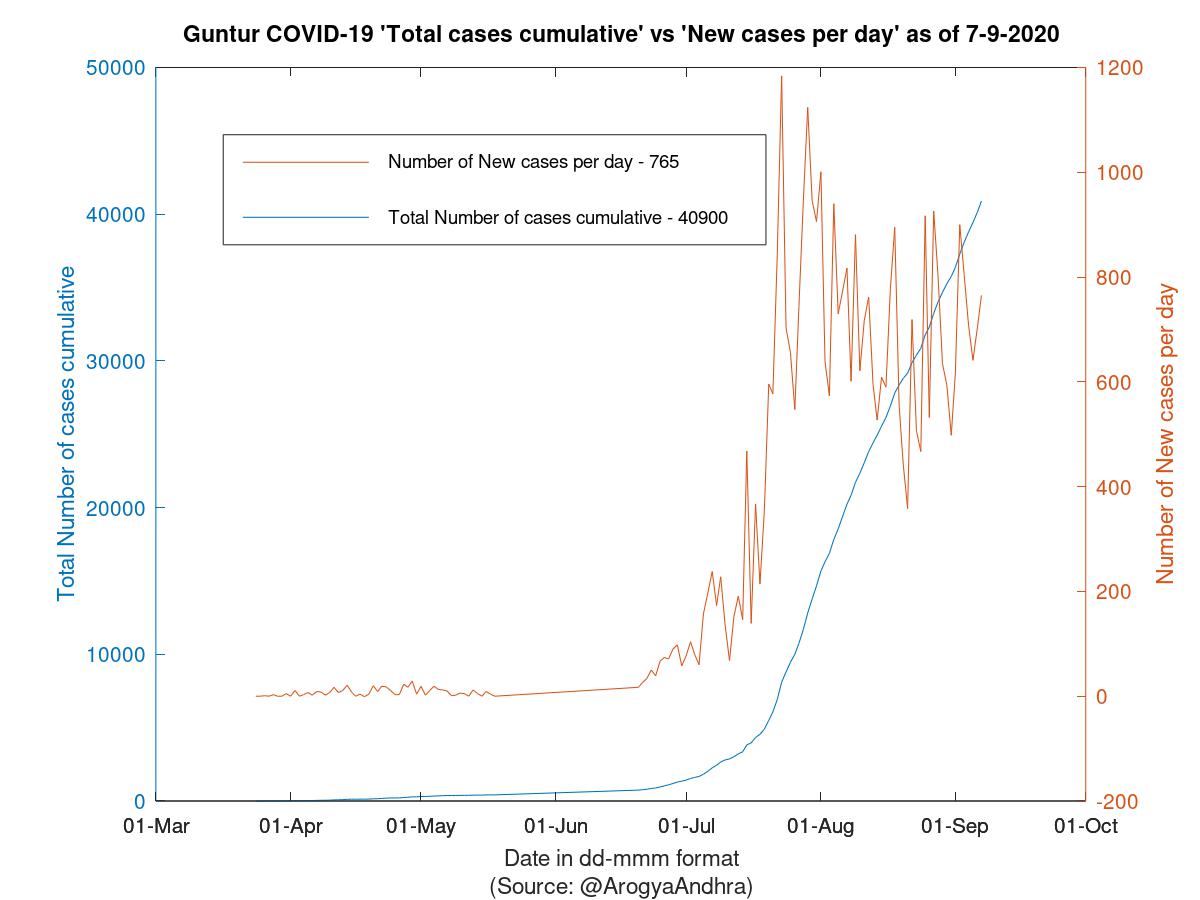 Guntur COVID-19 'Total cases cumulative' vs 'New cases per day' as of 7-9-2020
50000
40000
30000
20000
10000
0
Total Number of cases cumulative
Number of New cases per day - 765
Total Number of cases cumulative - 40900
1200
1000
800
600
400
200
0
-200
Number of New cases per day
01-Mar 01-Apr 01-May 01-Jun 01-Jul 01-Aug 01-Sep 01-Oct
Date in dd-mmm format
(Source: @ArogyaAndhra)